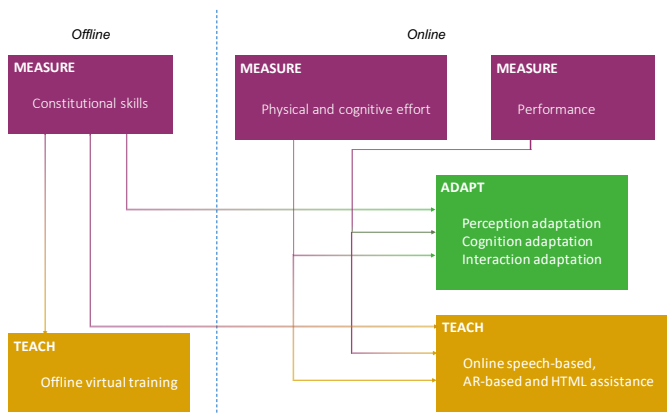 Offline
Online
MEASURE
Constitutional skills
MEASURE
Physical and cognitive effort
MEASURE
Performance
ADAPT
Perception adaptation
Cognition adaptation
Interaction adaptation
TEACH
Offline virtual training
TEACH
Online speech-based,
AR-based and HTML assistance